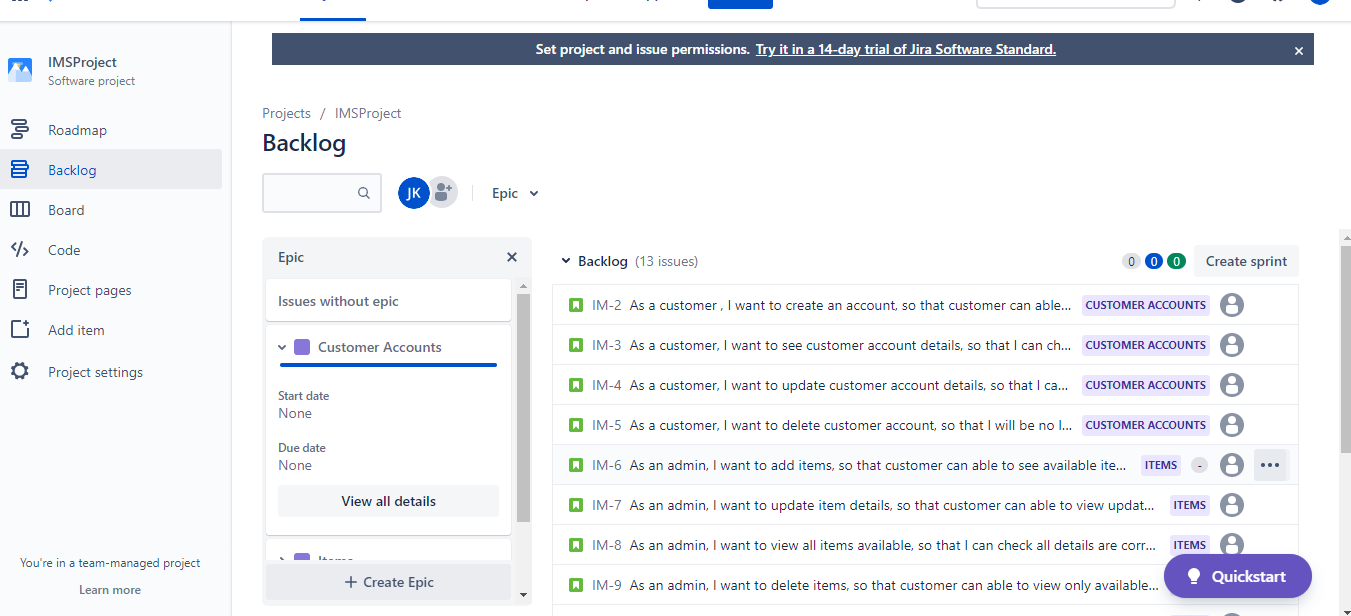 Set project and issue permissions. Try it in a 14-day trial of Jira Software Standard.
IMSProject
Software project
Roadmap
Backlog
Board
Code
Project pages
Add item
Project settings
You're in a team-managed project
Learn more
Projects / IMSProject
Backlog
JK
Epic
Epic
Issues without epic
Customer Accounts
Start date
None
Due date
None
View all details
Items
+ Create Epic
Backlog (13 issues)
0 0 0 Create sprint
IM-2 As a customer , I want to create an account, so that customer can able... CUSTOMER ACCOUNTS
IM-3 As a customer, I want to see customer account details, so that I can ch... CUSTOMER ACCOUNTS
IM-4 As a customer, I want to update customer account details, so that I ca... CUSTOMER ACCOUNTS
IM-5 As a customer, I want to delete customer account, so that I will be no l... CUSTOMER ACCOUNTS
IM-6 As an admin, I want to add items, so that customer can able to see available ite... ITEMS -
IM-7 As an admin, I want to update item details, so that customer can able to view updat... ITEMS
IM-8 As an admin, I want to view all items available, so that I can check all details are corr... ITEMS
IM-9 As an admin, I want to delete items, so that customer can able to view only available...
Quickstart